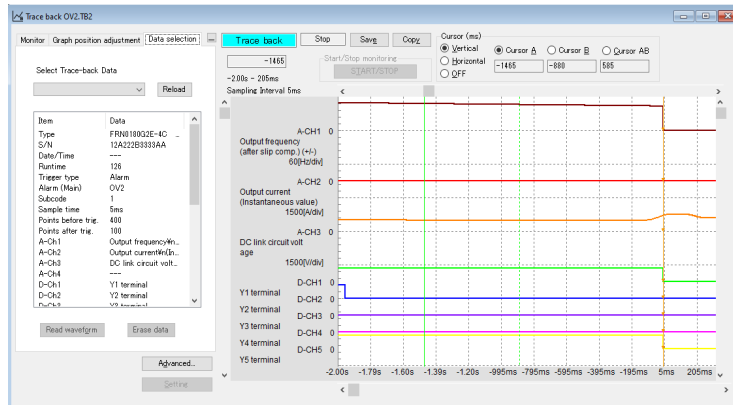 Trace back OV2.TB2
Monitor Graph position adjustment Data selection
Select Trace-back Data
Reload
Item Data
Type FRN0180G2E-4C ...
S/N 12A222B3333AA
Date/Time ---
Runtime 126
Trigger type Alarm
Alarm (Main) OV2
Subcode 1
Sample time 5ms
Points before trig. 400
Points after trig. 100
A-Ch1 Output frequency¥n...
A-Ch2 Output current¥n(In...
A-Ch3 DC link circuit volt...
A-Ch4 ---
D-Ch1 Y1 terminal
D-Ch2 Y2 terminal
D-Ch3 Y3 terminal
Read waveform Erase data
Advanced...
Setting
Trace back Stop Save Copy
-1465
Start/Stop monitoring
START/STOP
-2.00s - 205ms
Sampling Interval 5ms
Cursor (ms)
Vertical
Horizontal
OFF
Cursor A Cursor B Cursor AB
-1465 -880 585
A-CH1 0
Output frequency
(after slip comp.) (+/-)
60[Hz/div]
A-CH2 0
Output current
(Instantaneous value)
1500[A/div]
A-CH3 0
DC link circuit volt
age
1500[V/div]
D-CH1 0
Y1 terminal
D-CH2 0
Y2 terminal
D-CH3 0
Y3 terminal
D-CH4 0
Y4 terminal
D-CH5 0
Y5 terminal
-2.00s -1.79s -1.60s -1.39s -1.20s -995ms -795ms -595ms -395ms -195ms 5ms 205ms